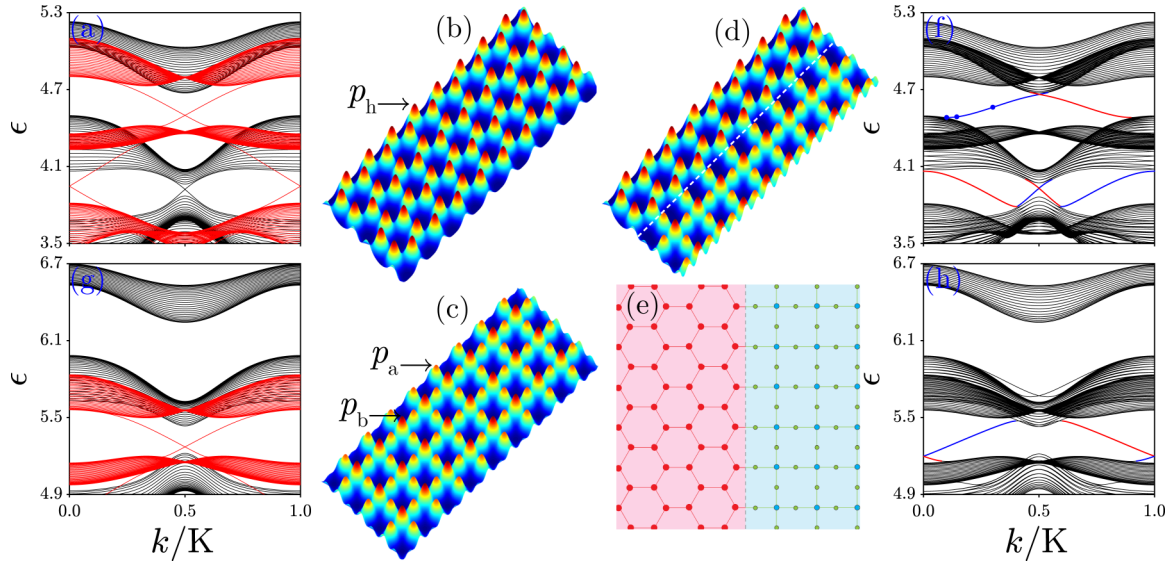 5.3
4.7
4.1
3.5
ϵ
(a)
(b)
p_h
(d)
5.3
4.7
4.1
3.5
ϵ
(f)
6.7
6.1
5.5
4.9
ϵ
(g)
0.0
0.5
1.0
k/K
(c)
p_a
p_b
(e)
6.7
6.1
5.5
4.9
ϵ
(h)
0.0
0.5
1.0
k/K